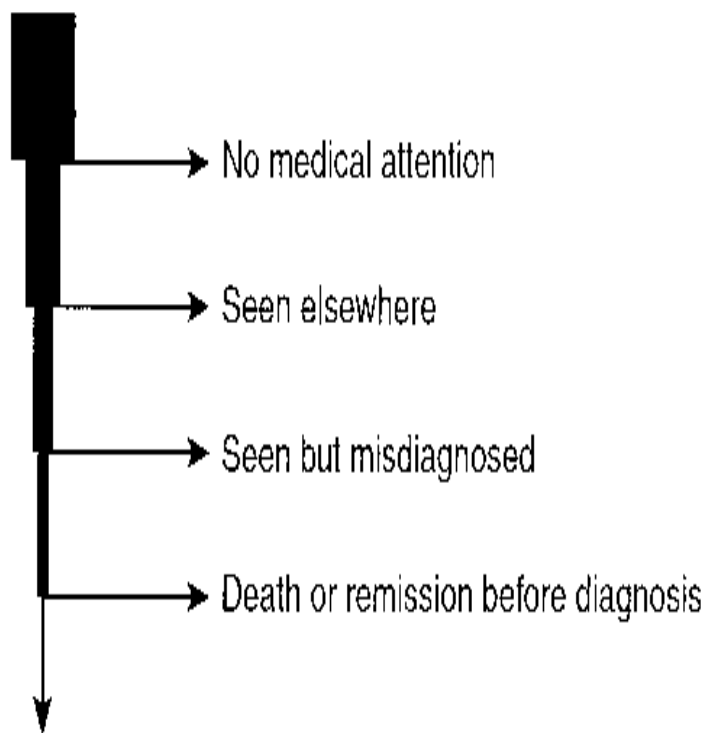 No medical attention
Seen elsewhere
Seen but misdiagnosed
Death or remission before diagnosis